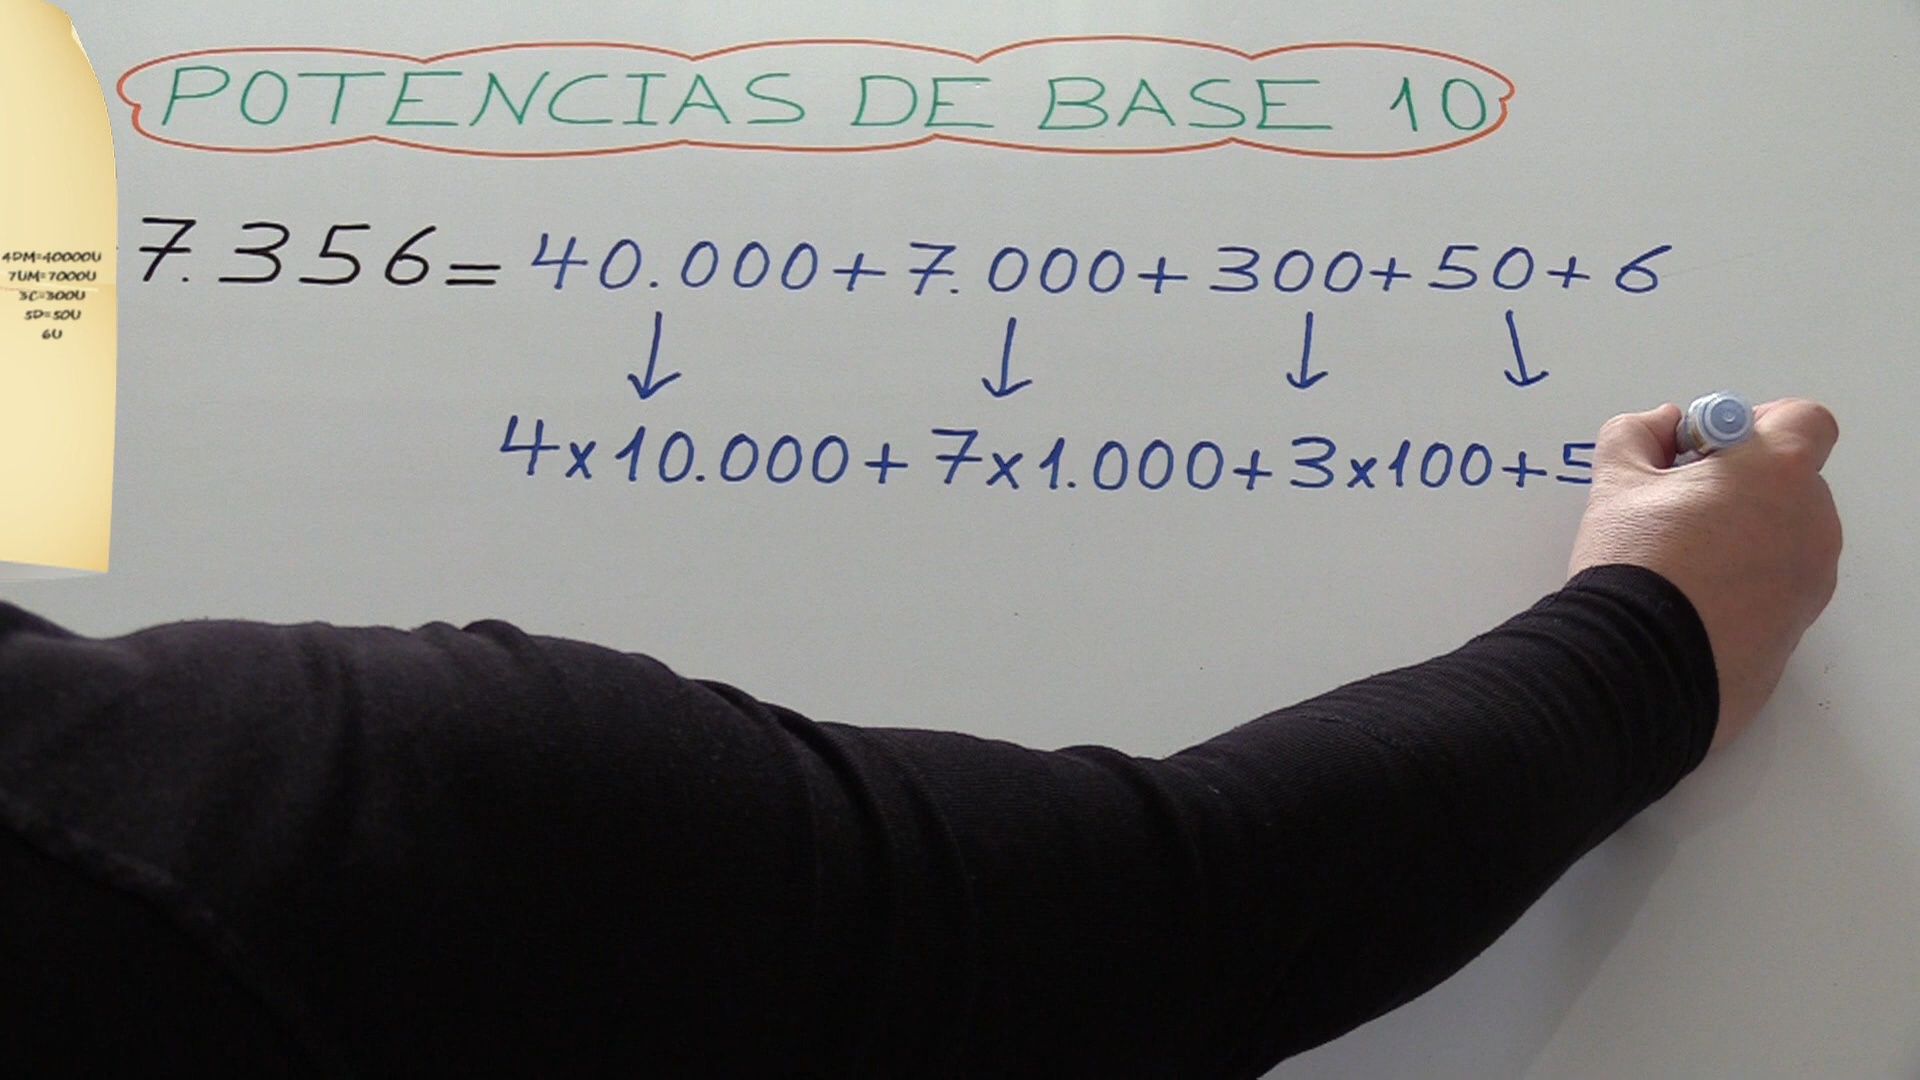 POTENCIAS DE BASE 10
4DM=40000U
7UM=7000U
3C=300U
5D=50U
6U
7.356= 40.000+7.000+300+50+6
4x10.000+7x1.000+3x100+5